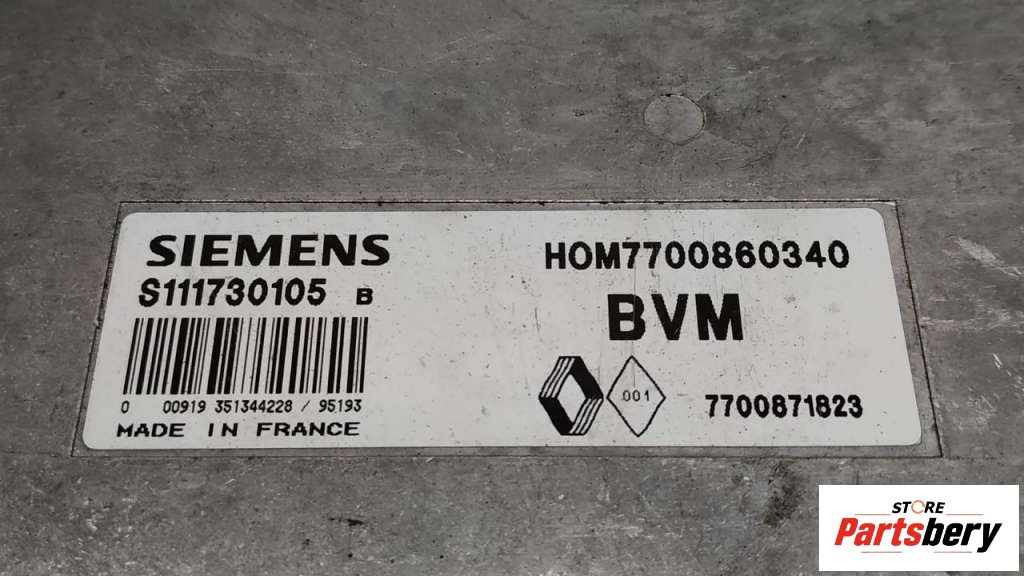 SIEMENS
S111730105 B
0 00919 351344228 / 95193
MADE IN FRANCE
HOM7700860340
BVM
001
7700871823
STORE
Partsbery